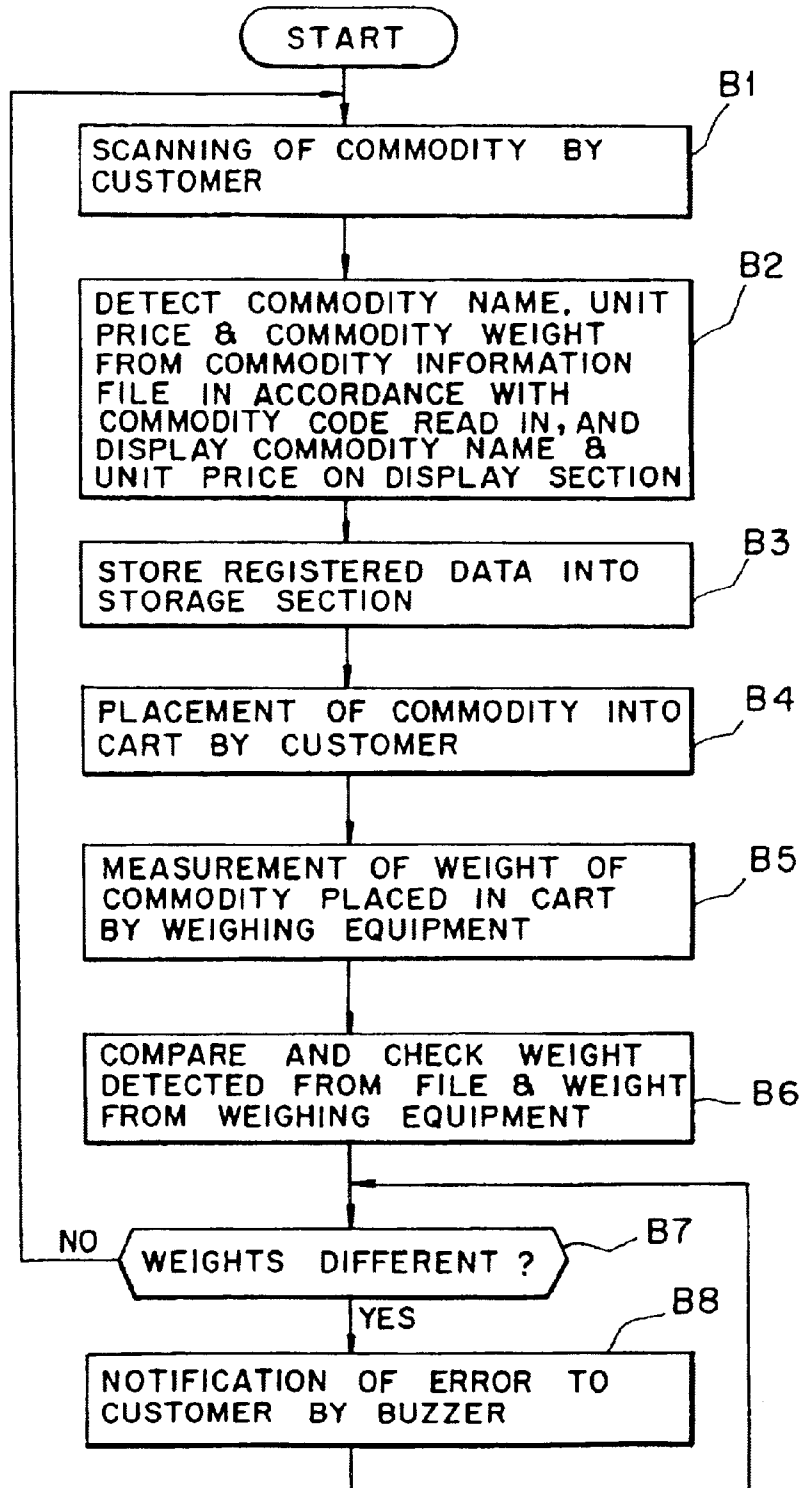 START
B1
SCANNING OF COMMODITY BY
CUSTOMER
B2
DETECT COMMODITY NAME, UNIT
PRICE & COMMODITY WEIGHT
FROM COMMODITY INFORMATION
FILE IN ACCORDANCE WITH
COMMODITY CODE READ IN, AND
DISPLAY COMMODITY NAME &
UNIT PRICE ON DISPLAY SECTION
B3
STORE REGISTERED DATA INTO
STORAGE SECTION
B4
PLACEMENT OF COMMODITY INTO
CART BY CUSTOMER
B5
MEASUREMENT OF WEIGHT OF
COMMODITY PLACED IN CART
BY WEIGHING EQUIPMENT
COMPARE AND CHECK WEIGHT
DETECTED FROM FILE & WEIGHT
FROM WEIGHING EQUIPMENT
B6
NO
WEIGHTS DIFFERENT ?
B7
YES
B8
NOTIFICATION OF ERROR TO
CUSTOMER BY BUZZER